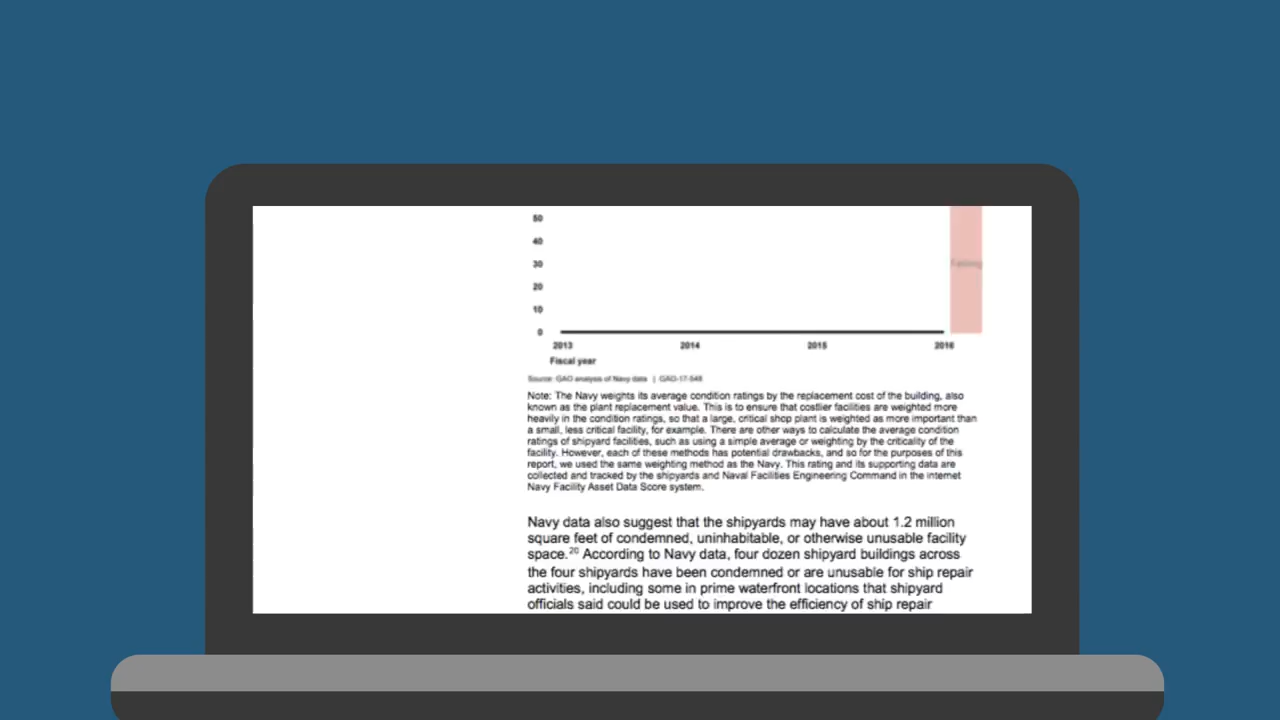 50
40
30
Failing
20
10
0
2013 2014 2015 2016
Fiscal year
Source: GAO analysis of Navy data | GAO-17-548
Note: The Navy weights its average condition ratings by the replacement cost of the building, also
known as the plant replacement value. This is to ensure that costlier facilities are weighted more
heavily in the condition ratings, so that a large, critical shop plant is weighted as more important than
a small, less critical facility, for example. There are other ways to calculate the average condition
ratings of shipyard facilities, such as using a simple average or weighting by the criticality of the
facility. However, each of these methods has potential drawbacks, and so for the purposes of this
report, we used the same weighting method as the Navy. This rating and its supporting data are
collected and tracked by the shipyards and Naval Facilities Engineering Command in the internet
Navy Facility Asset Data Score system.
Navy data also suggest that the shipyards may have about 1.2 million
square feet of condemned, uninhabitable, or otherwise unusable facility
space.20 According to Navy data, four dozen shipyard buildings across
the four shipyards have been condemned or are unusable for ship repair
activities, including some in prime waterfront locations that shipyard
officials said could be used to improve the efficiency of ship repair